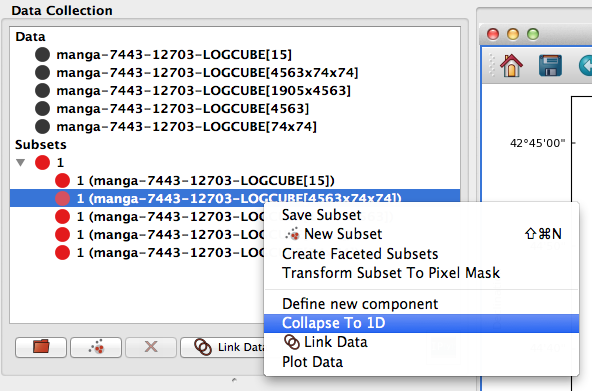 Data Collection
Data
manga-7443-12703-LOGCUBE[15]
manga-7443-12703-LOGCUBE[4563x74x74]
manga-7443-12703-LOGCUBE[1905x4563]
manga-7443-12703-LOGCUBE[4563]
manga-7443-12703-LOGCUBE[74x74]
Subsets
1
1 (manga-7443-12703-LOGCUBE[15])
1 (manga-7443-12703-LOGCUBE[4563x74x74])
1 (manga-7443-12703-LOG
1 (manga-7443-12703-LOG
1 (manga-7443-12703-LOG
Link Data
42°45'00"
Save Subset
New Subset ⇧⌘N
Create Faceted Subsets
Transform Subset To Pixel Mask
Define new component
Collapse To 1D
Link Data
Plot Data